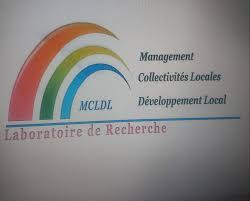 Management
Collectivités Locales
MCLDL
Développement Local
Laboratoire de Recherche